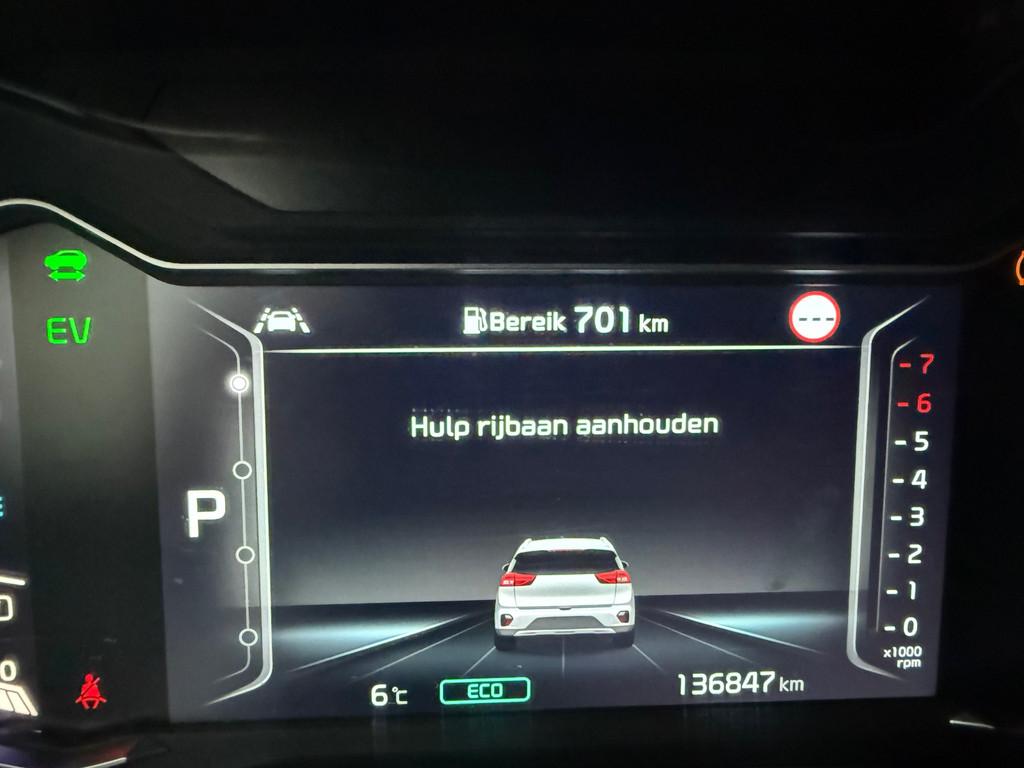 EV
Bereik 701 km
---
Hulp rijbaan aanhouden
P
7
6
5
4
3
2
1
0
x1000
rpm
6 °C
ECO
136847 km